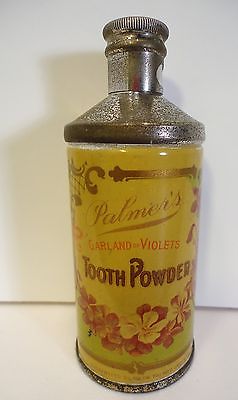 Palmer's
GARLAND OF VIOLETS
TOOTH POWDER